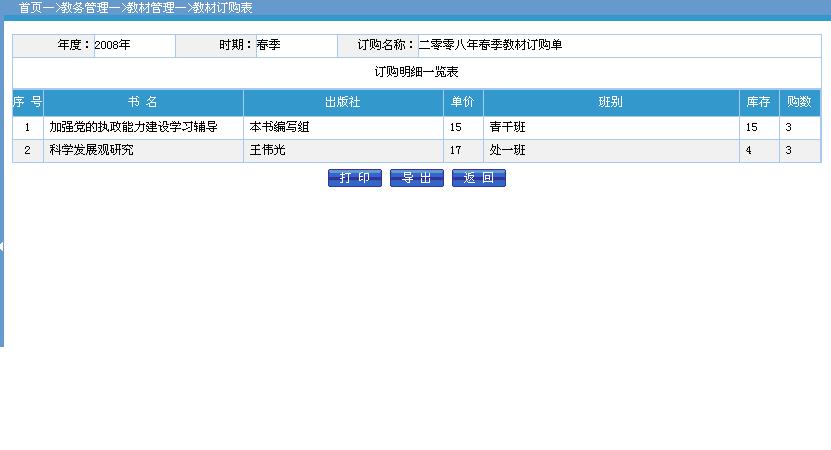 首页—>教务管理—>教材管理—>教材订购表
年度：2008年 时期：春季 订购名称：二零零八年春季教材订购单
订购明细一览表
序 号 书 名 出版社 单价 班别 库存 购数
1 加强党的执政能力建设学习辅导 本书编写组 15 青干班 15 3
2 科学发展观研究 王伟光 17 处一班 4 3
打 印 导 出 返 回